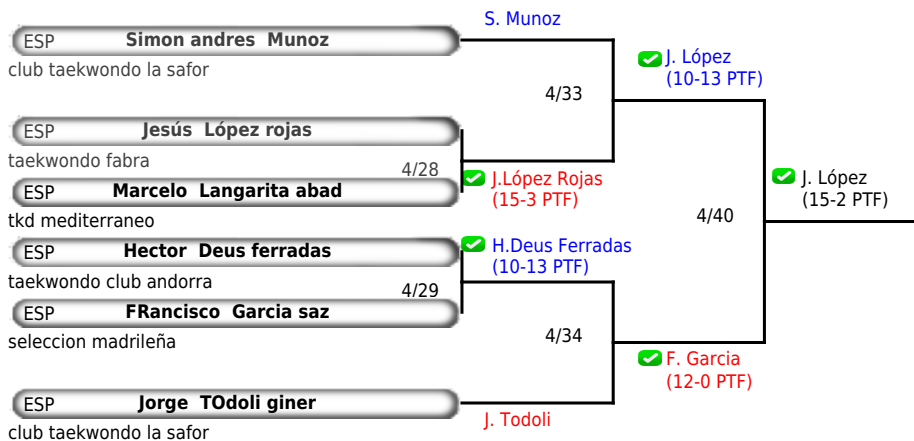 S. Munoz
ESP Simon andres Munoz
club taekwondo la safor
J. López
(10-13 PTF)
4/33
ESP Jesús López rojas
taekwondo fabra
4/28
J.López Rojas
(15-3 PTF)
ESP Marcelo Langarita abad
tkd mediterraneo
J. López
(15-2 PTF)
4/40
ESP Hector Deus ferradas
H.Deus Ferradas
(10-13 PTF)
taekwondo club andorra
4/29
ESP FRancisco Garcia saz
seleccion madrileña
4/34
F. Garcia
(12-0 PTF)
ESP Jorge TOdoli giner
J. Todoli
club taekwondo la safor